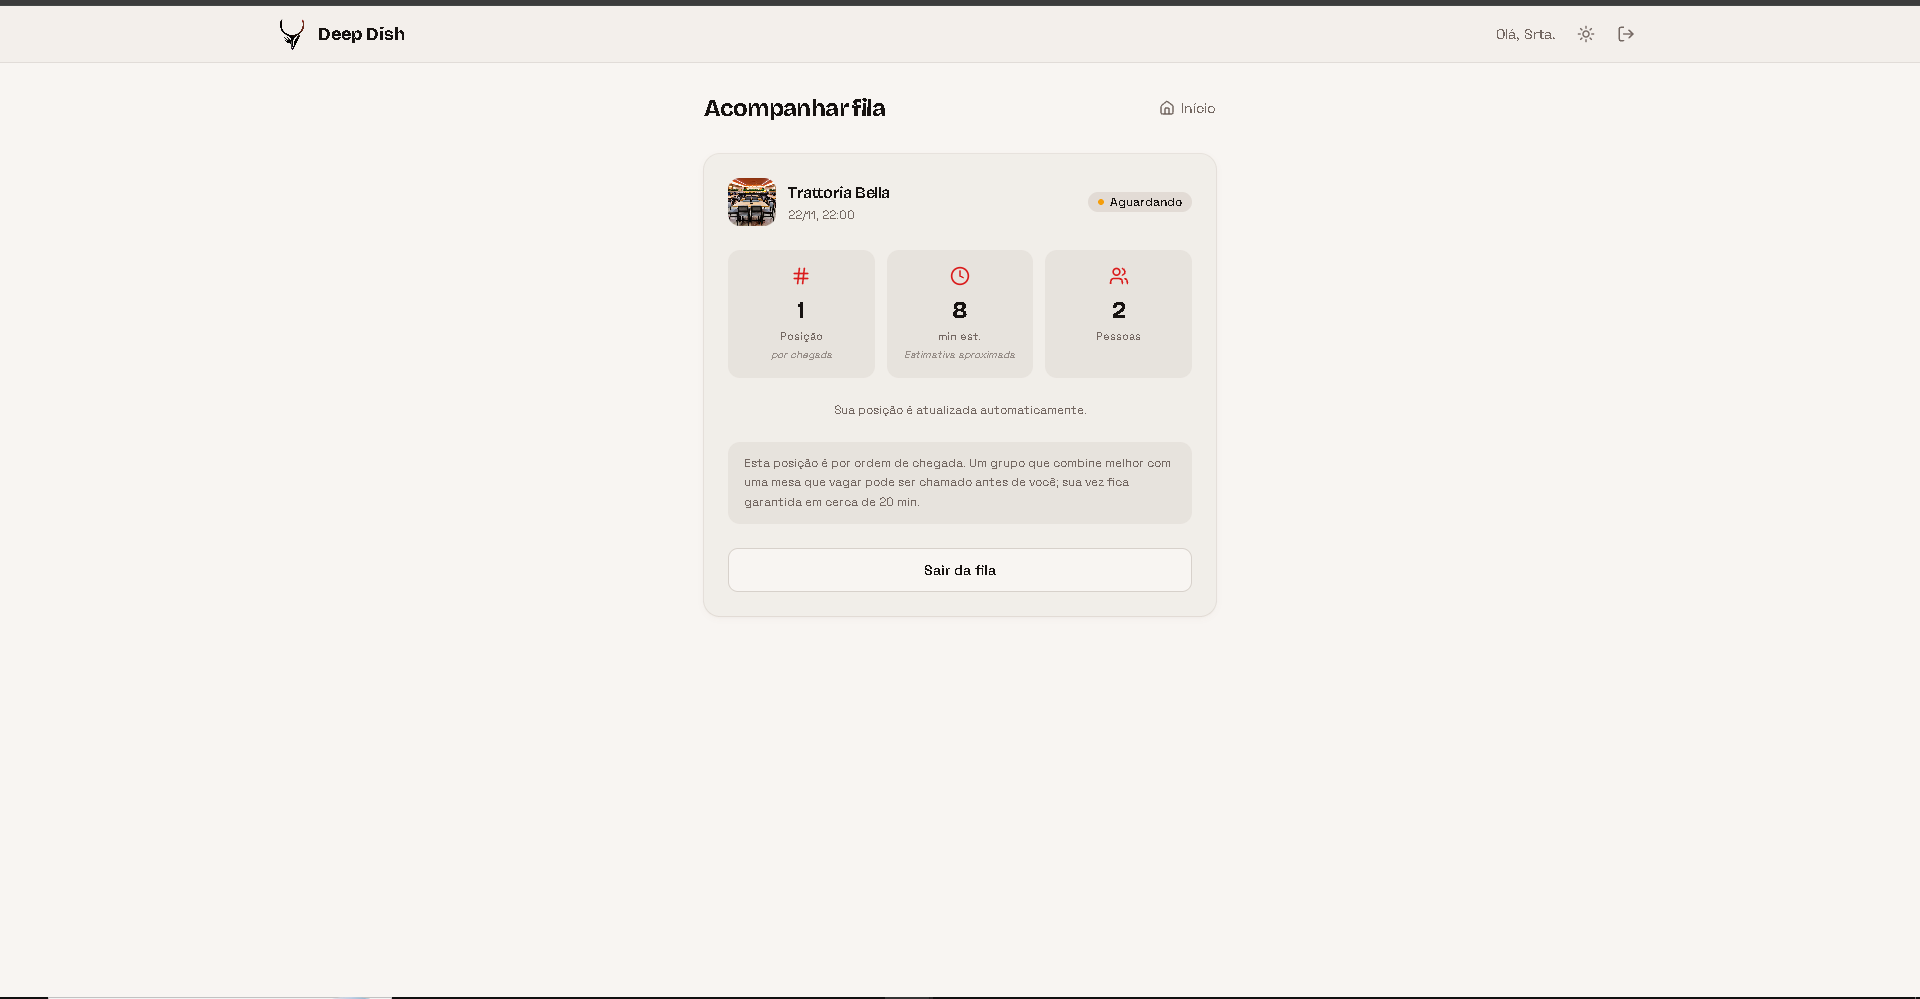 Deep Dish
Olá, Srta.
Acompanhar fila
Início
Trattoria Bella
22/11, 22:00
Aguardando
1
Posição
por chegada
8
min est.
Estimativa aproximada
2
Pessoas
Sua posição é atualizada automaticamente.
Esta posição é por ordem de chegada. Um grupo que combine melhor com
uma mesa que vagar pode ser chamado antes de você; sua vez fica
garantida em cerca de 20 min.
Sair da fila